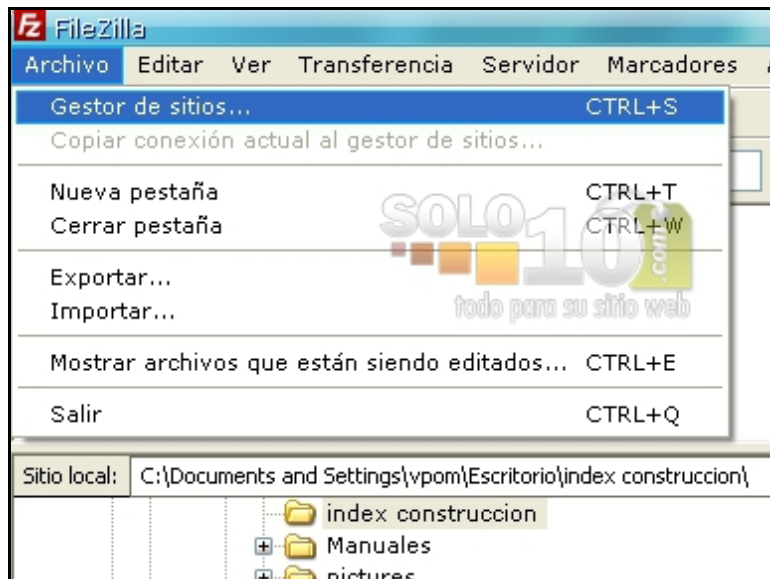 FileZilla
Archivo Editar Ver Transferencia Servidor Marcadores
Gestor de sitios... CTRL+S
Copiar conexión actual al gestor de sitios...
Nueva pestaña CTRL+T
Cerrar pestaña CTRL+W
SOLO10.com
todo para su sitio web
Exportar...
Importar...
Mostrar archivos que están siendo editados... CTRL+E
Salir CTRL+Q
Sitio local: C:\Documents and Settings\vpom\Escritorio\index construccion\
index construccion
Manuales
pictures